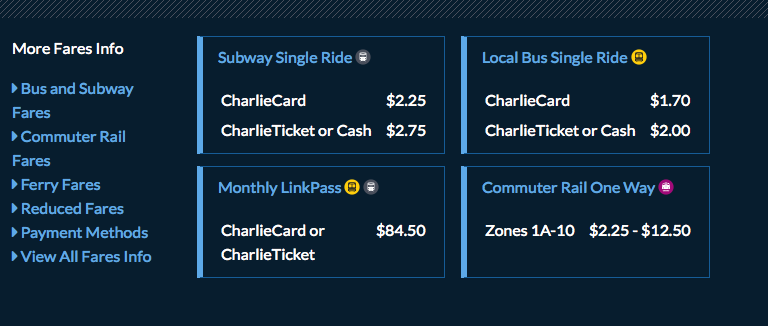 More Fares Info
Bus and Subway
Fares
Commuter Rail
Fares
Ferry Fares
Reduced Fares
Payment Methods
View All Fares Info
Subway Single Ride
CharlieCard $2.25
CharlieTicket or Cash $2.75
Local Bus Single Ride
CharlieCard $1.70
CharlieTicket or Cash $2.00
Monthly LinkPass
CharlieCard or $84.50
CharlieTicket
Commuter Rail One Way
Zones 1A-10 $2.25 - $12.50